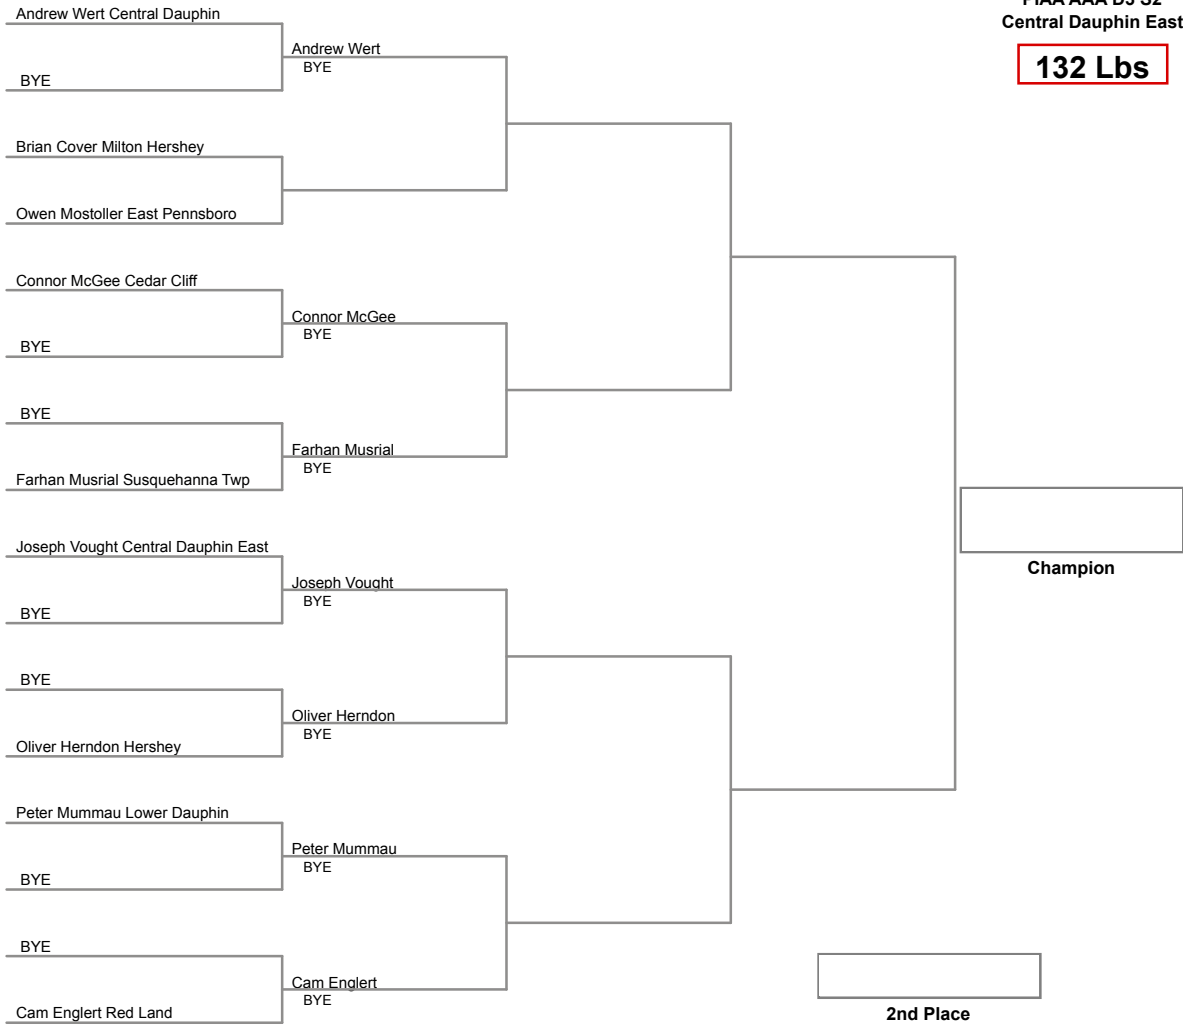 PIAA AAA D3 S2
Central Dauphin East
132 Lbs
Andrew Wert Central Dauphin
Andrew Wert
BYE
BYE
Brian Cover Milton Hershey
Owen Mostoller East Pennsboro
Connor McGee Cedar Cliff
Connor McGee
BYE
BYE
BYE
Farhan Musrial
BYE
Farhan Musrial Susquehanna Twp
Joseph Vought Central Dauphin East
Joseph Vought
BYE
BYE
BYE
Oliver Herndon
BYE
Oliver Herndon Hershey
Peter Mummau Lower Dauphin
Peter Mummau
BYE
BYE
BYE
Cam Englert
BYE
Cam Englert Red Land
Champion
2nd Place